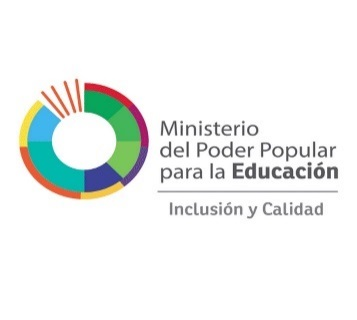 Ministerio
del Poder Popular
para la Educación
Inclusión y Calidad